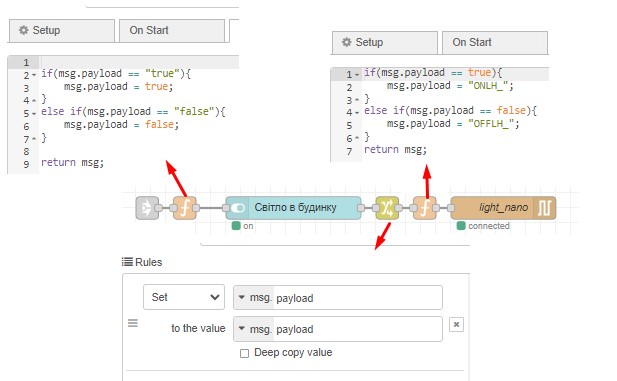 Setup
On Start
1
2 if(msg.payload == "true"){
3 msg.payload = true;
4 }
5 else if(msg.payload == "false"){
6 msg.payload = false;
7 }
8
9 return msg;
Setup
On Start
1 if(msg.payload == true){
2 msg.payload = "ONLH_";
3 }
4 else if(msg.payload == false){
5 msg.payload = "OFFLH_";
6 }
7 return msg;
Світло в будинку
light_nano
on
connected
Rules
Set
msg. payload
to the value
msg. payload
Deep copy value